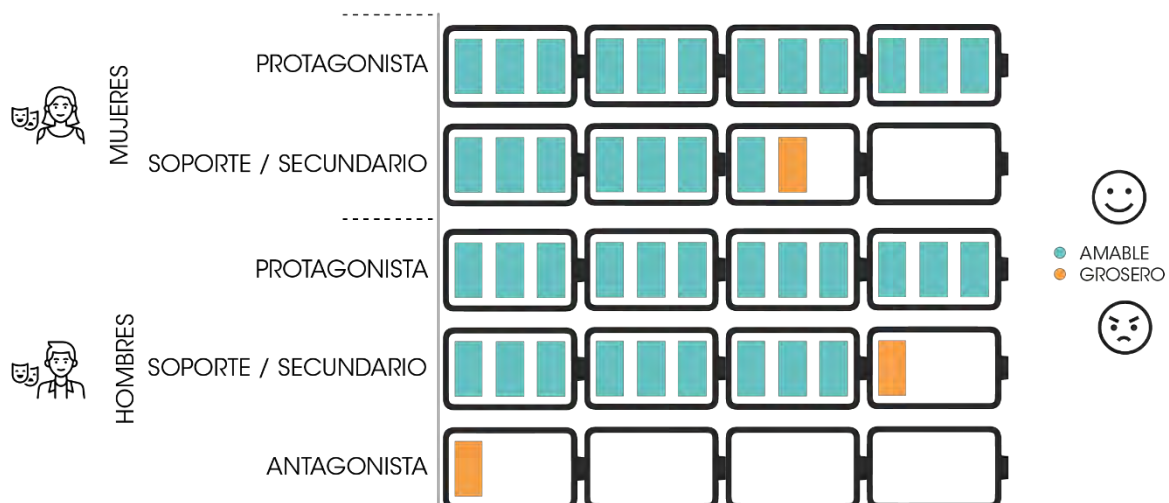 MUJERES
PROTAGONISTA
SOPORTE / SECUNDARIO
HOMBRES
PROTAGONISTA
SOPORTE / SECUNDARIO
ANTAGONISTA
AMABLE
GROSERO